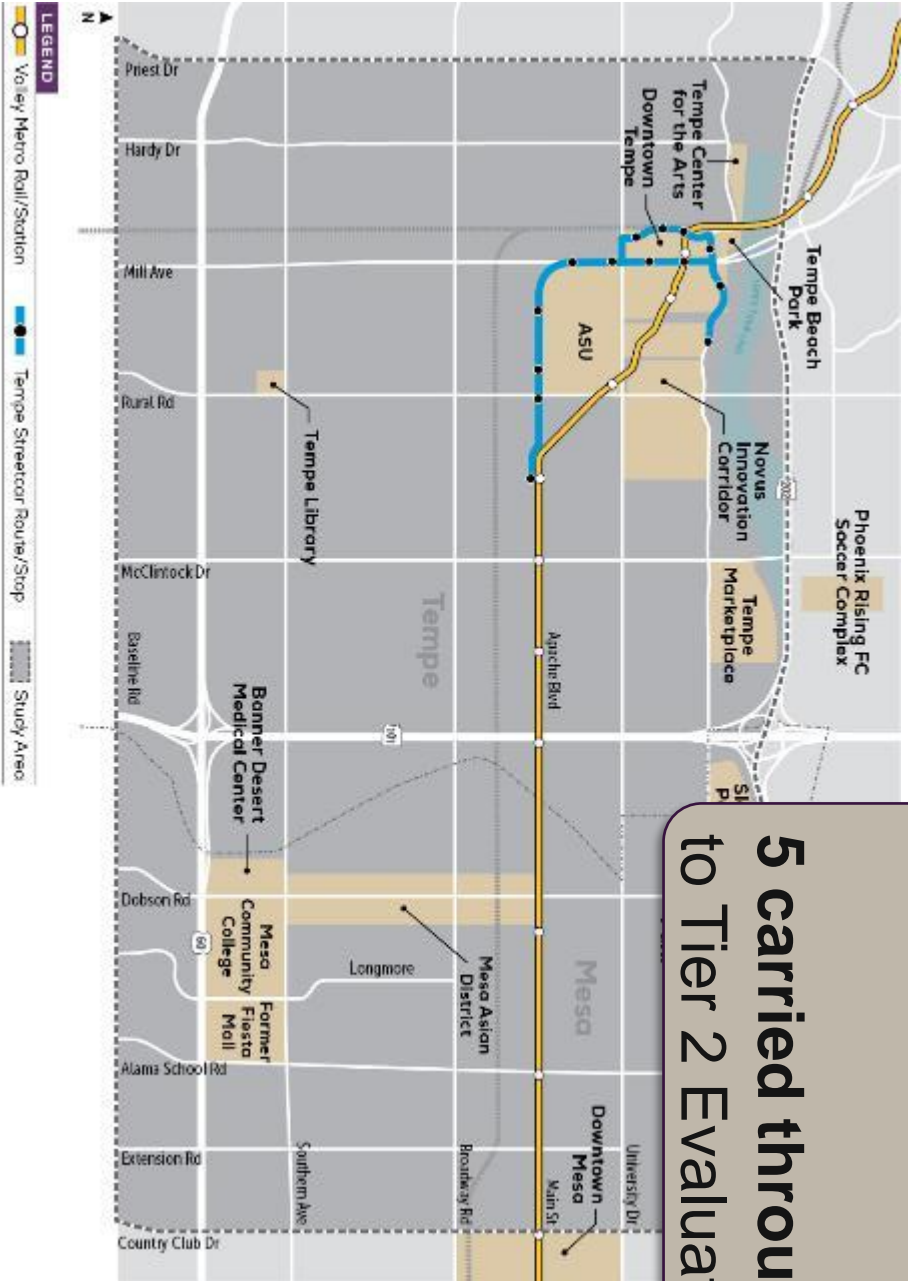 5 carried throu
to Tier 2 Evalua
Phoenix Rising FC
Soccer Complex
Tempe Beach
Park
202
Tempe Center
for the Arts
Downtown
Tempe
Novus
Innovation
Corridor
Tempe
Marketplace
ASU
Apache Blvd
Tempe
Mesa
University Dr
Downtown
Mesa
Main St
Mesa Asian
District
Broadway Rd
Longmore
101
Tempe Library
Southern Ave
Banner Desert
Medical Center
Mesa
Community
College
Former
Fiesta
Mall
60
Baseline Rd
Priest Dr
Hardy Dr
Mill Ave
Rural Rd
McClintock Dr
Dobson Rd
Alama School Rd
Extension Rd
Country Club Dr
N
LEGEND
Valley Metro Rail/Station
Tempe Streetcar Route/Stop
Study Area